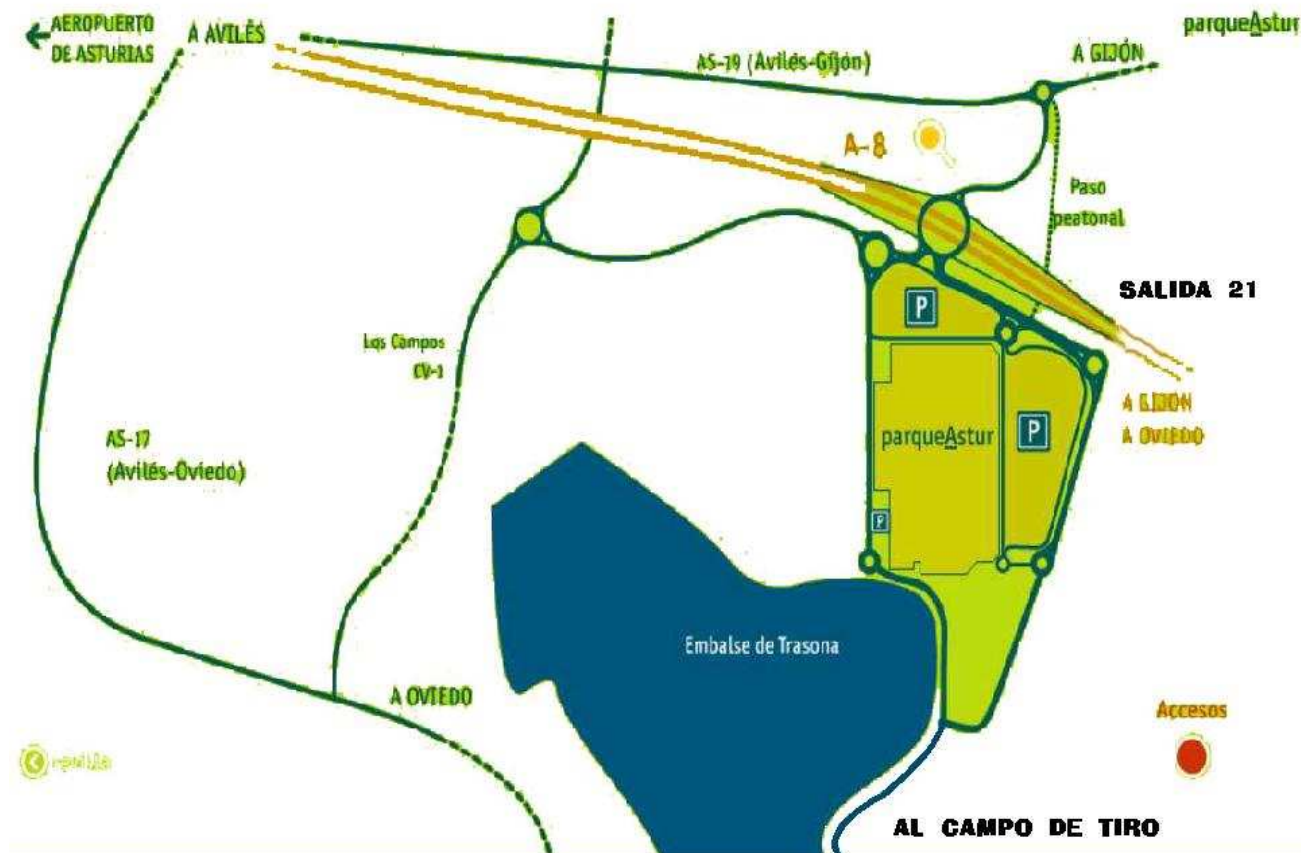 AEROPUERTO
DE ASTURIAS
A AVILÉS
AS-19 (Avilés-Gijón)
A GIJÓN
parqueAstur
A-8
Paso
peatonal
SALIDA 21
P
Los Campos
CV-1
AS-17
(Avilés-Oviedo)
parqueAstur
P
A GIJÓN
A OVIEDO
P
Embalse de Trasona
A OVIEDO
Accesos
AL CAMPO DE TIRO